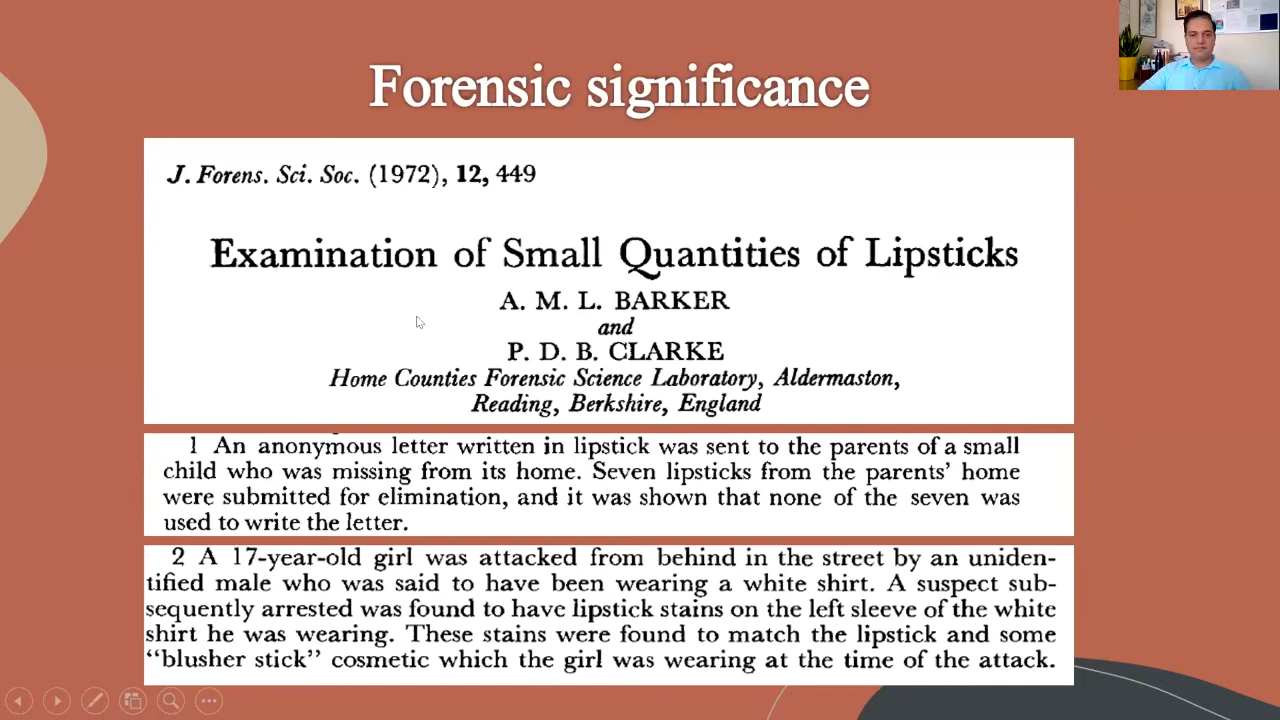 Forensic significance
J. Forens. Sci. Soc. (1972), 12, 449
Examination of Small Quantities of Lipsticks
A. M. L. BARKER
and
P. D. B. CLARKE
Home Counties Forensic Science Laboratory, Aldermaston,
Reading, Berkshire, England
1 An anonymous letter written in lipstick was sent to the parents of a small
child who was missing from its home. Seven lipsticks from the parents’ home
were submitted for elimination, and it was shown that none of the seven was
used to write the letter.
2 A 17-year-old girl was attacked from behind in the street by an uniden-
tified male who was said to have been wearing a white shirt. A suspect sub-
sequently arrested was found to have lipstick stains on the left sleeve of the white
shirt he was wearing. These stains were found to match the lipstick and some
“blusher stick” cosmetic which the girl was wearing at the time of the attack.